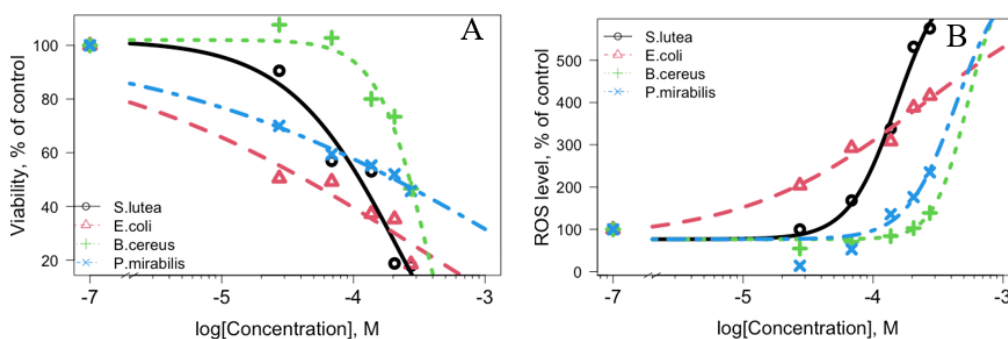 A
Viability, % of control
100
80
60
40
20
S.lutea
E.coli
B.cereus
P.mirabilis
-7
-5
-4
-3
log[Concentration], M
B
ROS level, % of control
500
400
300
200
100
0
S.lutea
E.coli
B.cereus
P.mirabilis
-7
-5
-4
-3
log[Concentration], M